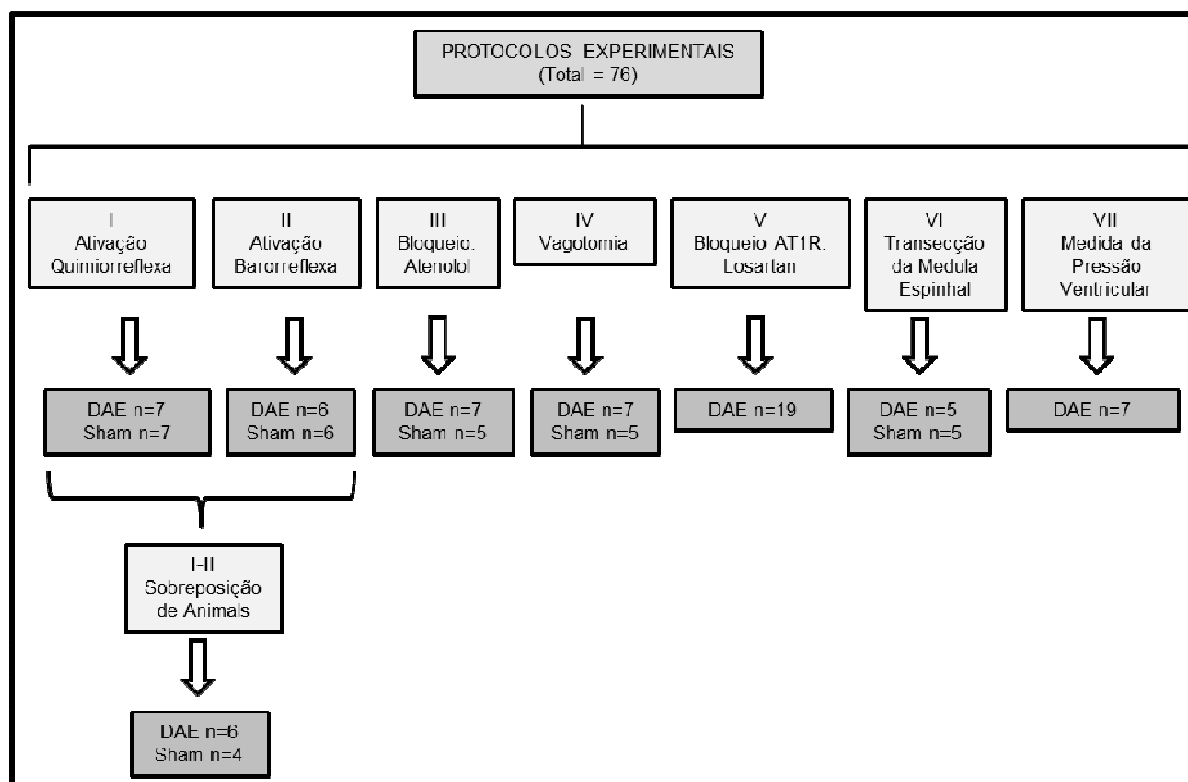 PROTOCOLOS EXPERIMENTAIS
(Total = 76)
I
Ativação
Quimiorreflexa
II
Ativação
Barorreflexa
III
Bloqueio.
Atenolol
IV
Vagotomia
V
Bloqueio AT1R.
Losartan
VI
Transecção
da Medula
Espinhal
VII
Medida da
Pressão
Ventricular
DAE n=7
Sham n=7
DAE n=6
Sham n=6
DAE n=7
Sham n=5
DAE n=7
Sham n=5
DAE n=19
DAE n=5
Sham n=5
DAE n=7
I-II
Sobreposição
de Animais
DAE n=6
Sham n=4